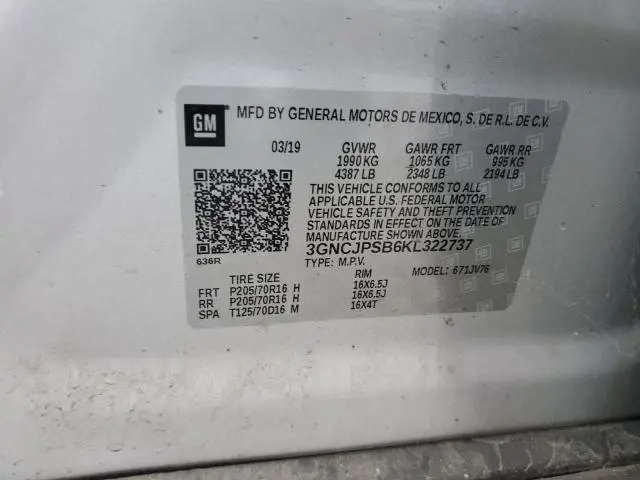 GM MFD BY GENERAL MOTORS DE MEXICO, S. DE R.L. DE C.V.
03/19 GVWR GAWR FRT GAWR RR
1990 KG 1065 KG 995 KG
4387 LB 2348 LB 2194 LB
THIS VEHICLE CONFORMS TO ALL
APPLICABLE U.S. FEDERAL MOTOR
VEHICLE SAFETY AND THEFT PREVENTION
STANDARDS IN EFFECT ON THE DATE OF
MANUFACTURE SHOWN ABOVE.
3GNCJPSB6KL322737
636R TYPE: M.P.V. MODEL: 671JV76
TIRE SIZE RIM
FRT P205/70R16 H 16X6.5J
RR P205/70R16 H 16X6.5J
SPA T125/70D16 M 16X4T